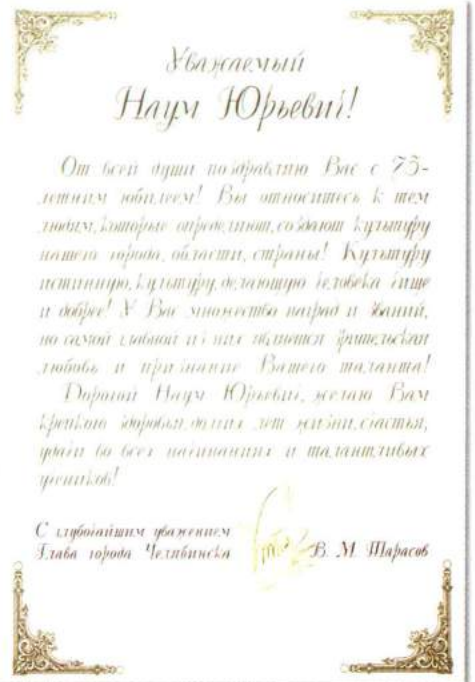 Уважаемый
Наум Юрьевич!
От всей души поздравляю Вас с 75-
летним юбилеем! Вы относитесь к тем
людям, которые определяют, создают культуру
нашего города, области, страны! Культуру
истинную, культуру, делающую человека чище
и добрее! У Вас множество наград и званий,
но самой главной из них является зрительская
любовь и признание Вашего таланта!
Дорогой Наум Юрьевич, желаю Вам
крепкого здоровья, долгих лет жизни, счастья,
удачи во всех начинаниях и талантливых
учеников!
С глубочайшим уважением
Глава города Челябинска
В. М. Тарасов